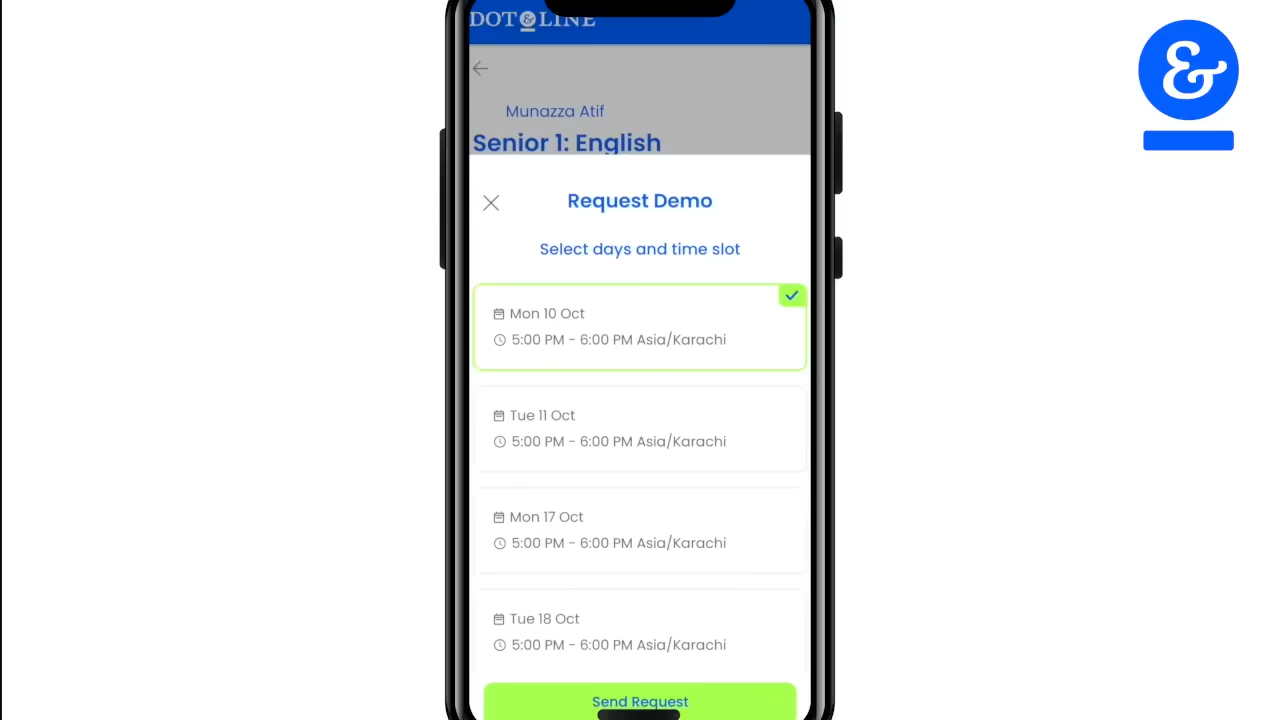 DOT & LINE
Munazza Atif
Senior 1: English
Request Demo
Select days and time slot
Mon 10 Oct
5:00 PM - 6:00 PM Asia/Karachi
Tue 11 Oct
5:00 PM - 6:00 PM Asia/Karachi
Mon 17 Oct
5:00 PM - 6:00 PM Asia/Karachi
Tue 18 Oct
5:00 PM - 6:00 PM Asia/Karachi
Send Request
&